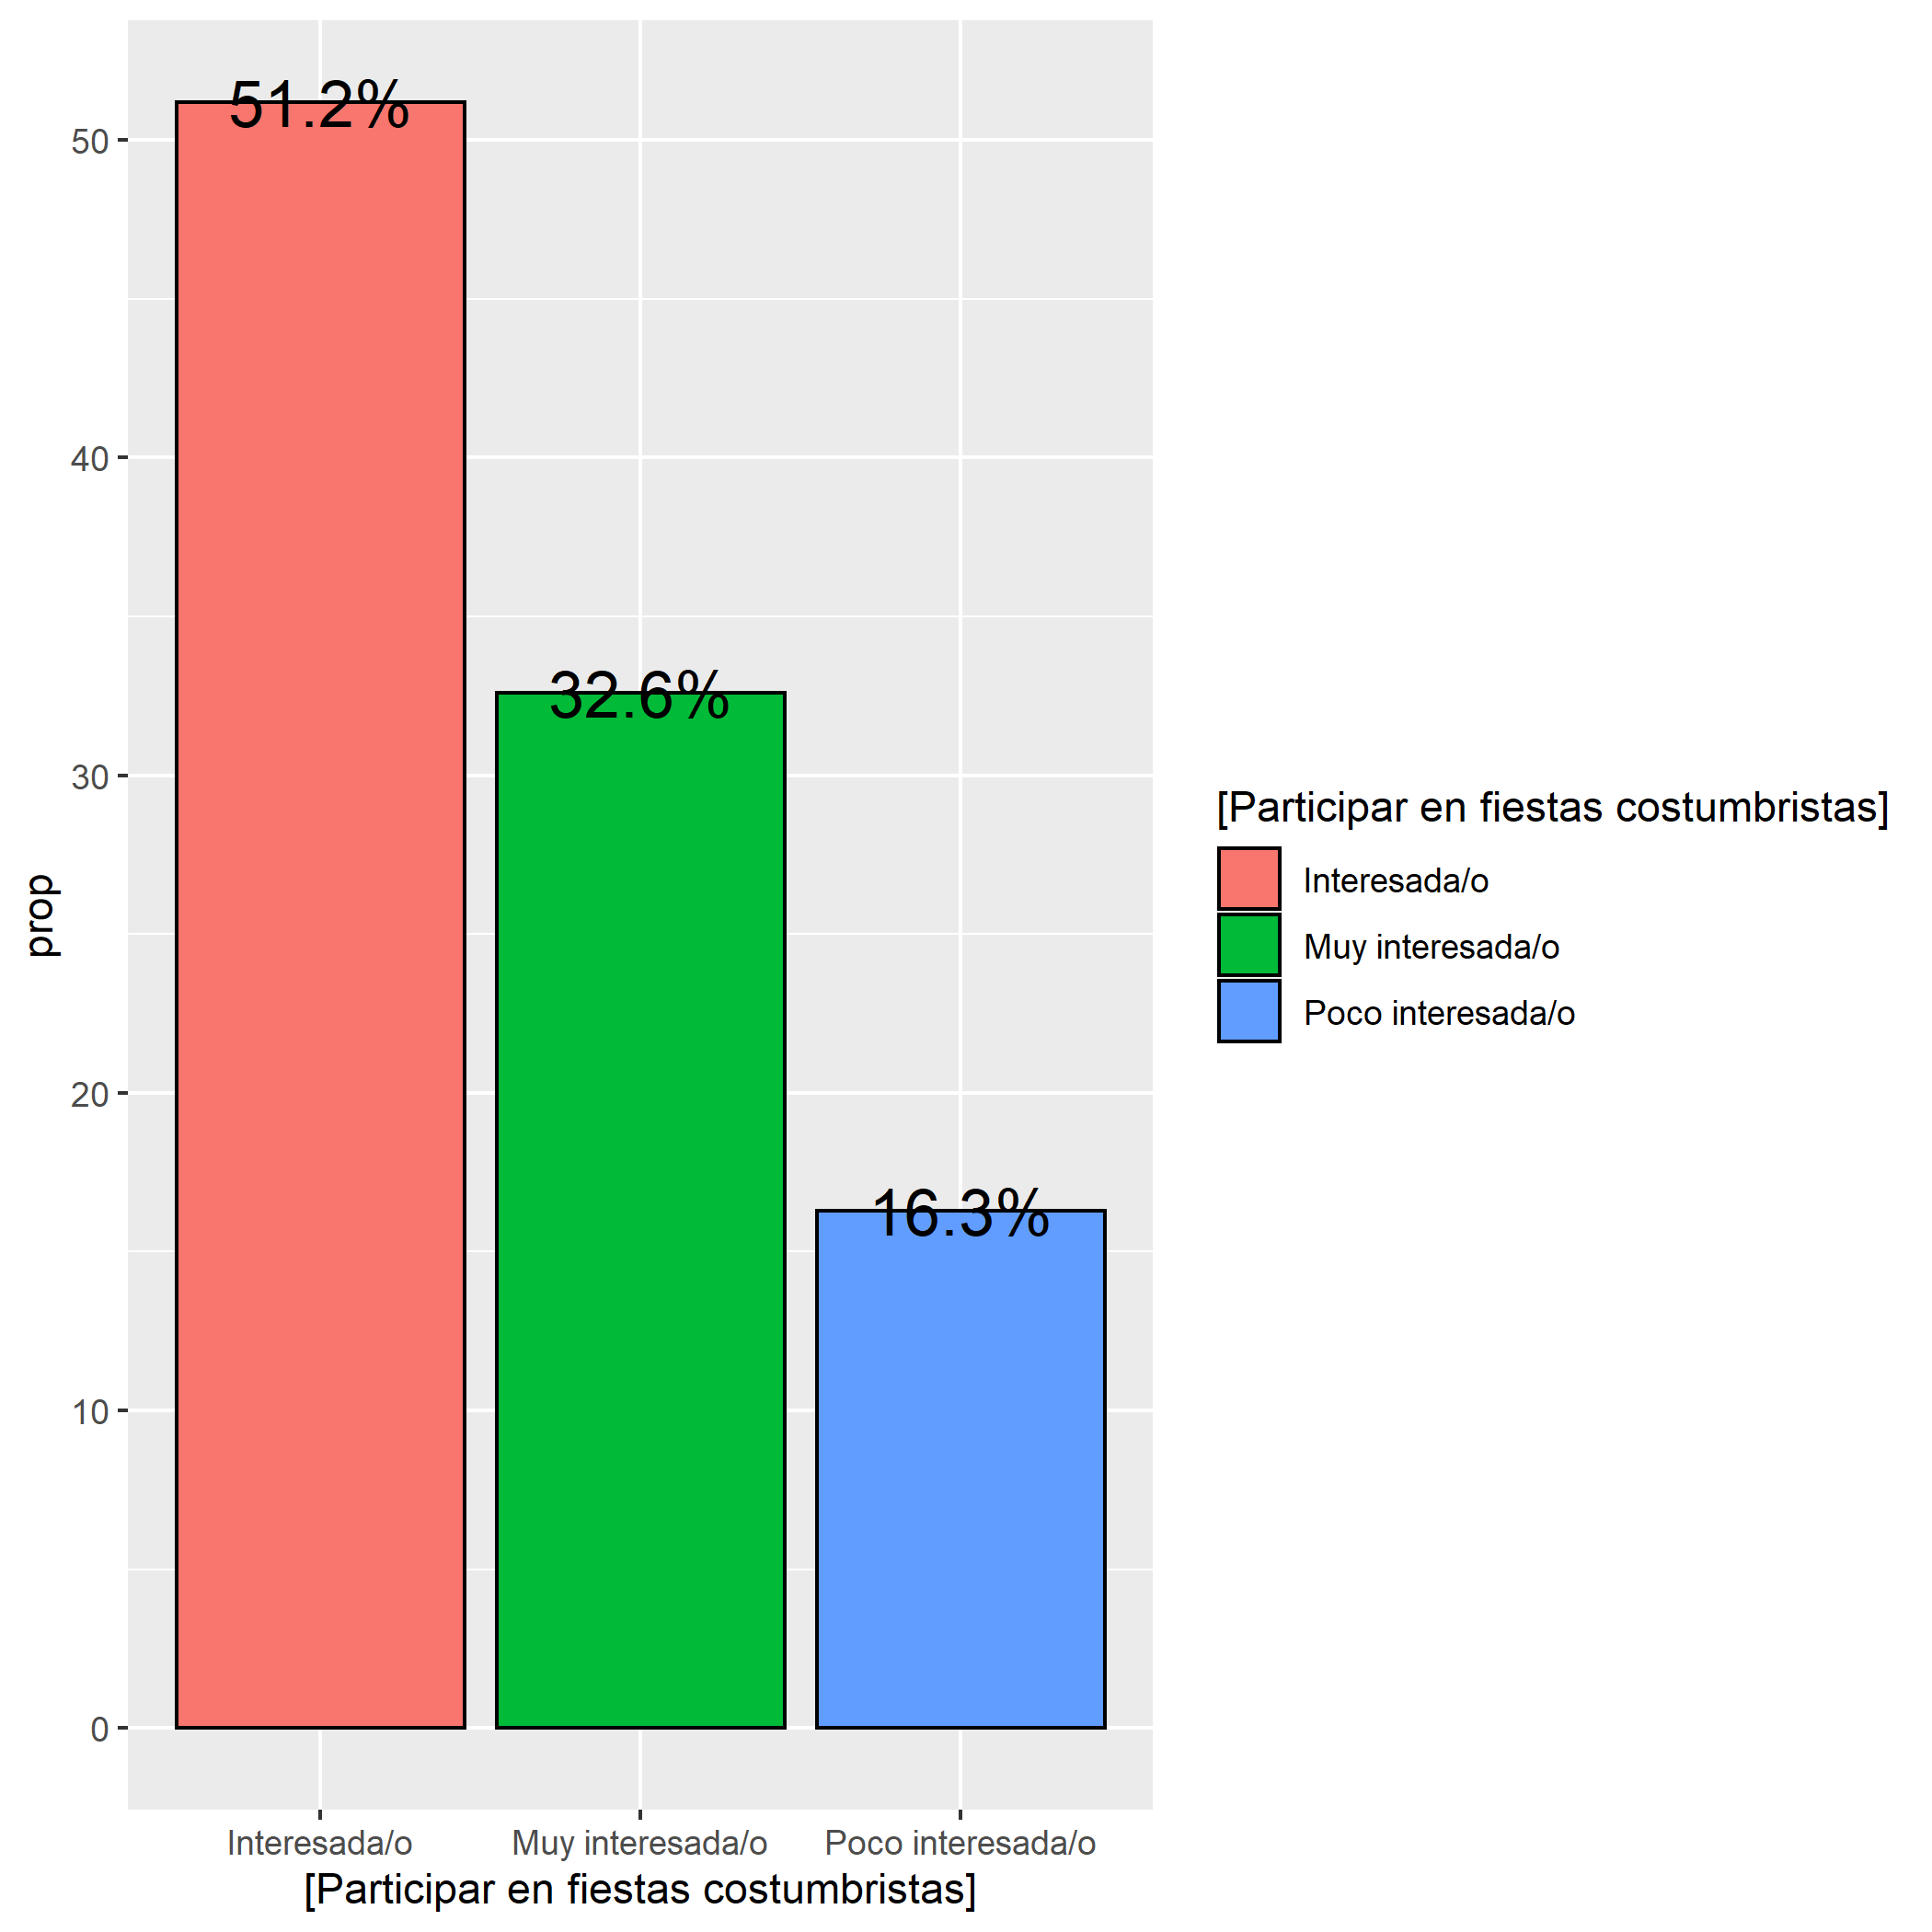 51.2%
32.6%
16.3%
50
40
30
20
10
0
prop
Interesada/o
Muy interesada/o
Poco interesada/o
[Participar en fiestas costumbristas]
[Participar en fiestas costumbristas]
Interesada/o
Muy interesada/o
Poco interesada/o